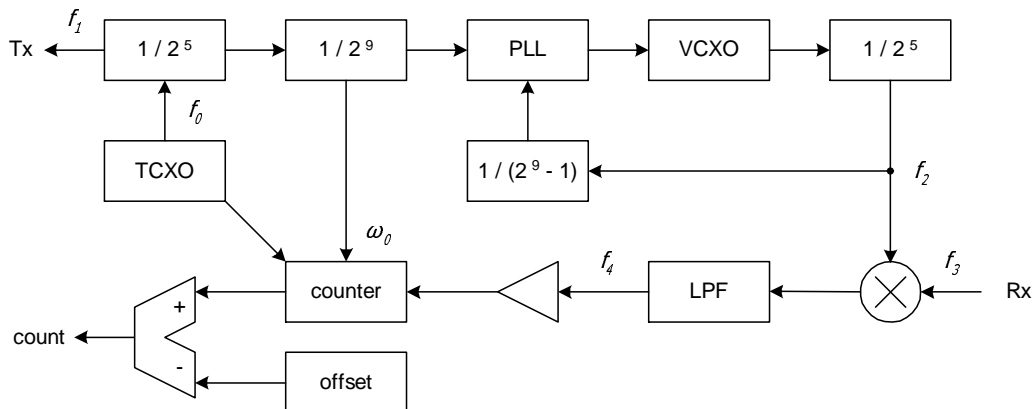 f₁
Tx
1 / 2⁵
1 / 2⁹
PLL
VCXO
1 / 2⁵
f₀
TCXO
1 / (2⁹ - 1)
f₂
ω₀
f₄
f₃
+
counter
LPF
Rx
count
-
offset